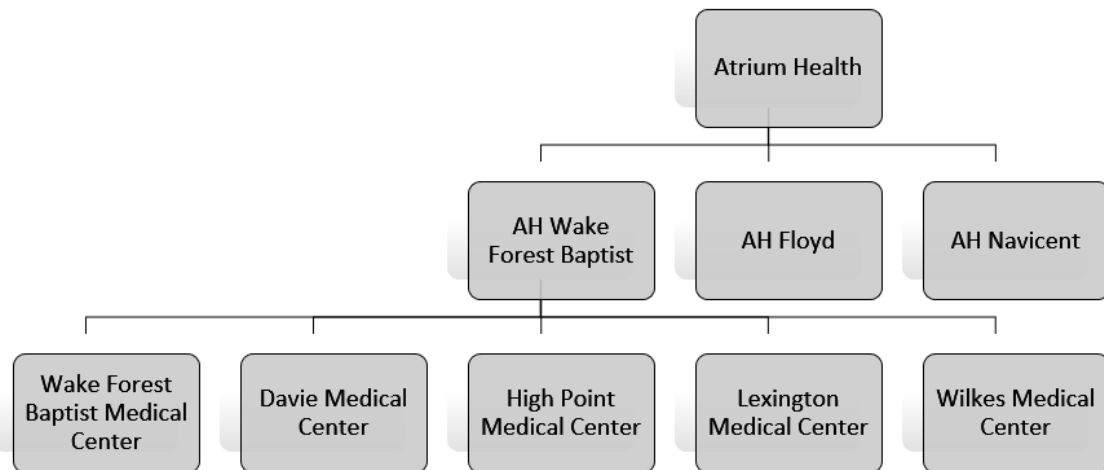 Atrium Health
AH Wake
Forest Baptist
AH Floyd
AH Navicent
Wake Forest
Baptist Medical
Center
Davie Medical
Center
High Point
Medical Center
Lexington
Medical Center
Wilkes Medical
Center